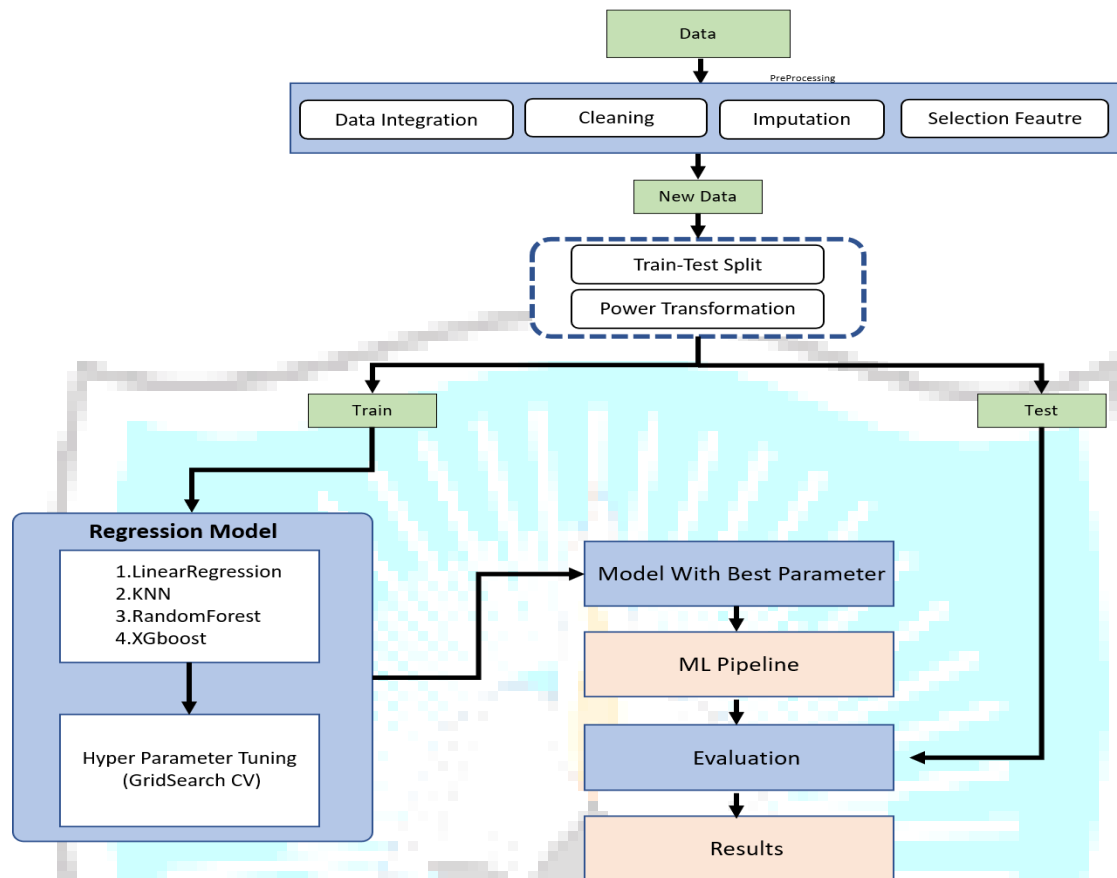 Data
PreProcessing
Data Integration
Cleaning
Imputation
Selection Feautre
New Data
Train-Test Split
Power Transformation
Train
Test
Regression Model
1.LinearRegression
2.KNN
3.RandomForest
4.XGboost
Hyper Parameter Tuning
(GridSearch CV)
Model With Best Parameter
ML Pipeline
Evaluation
Results